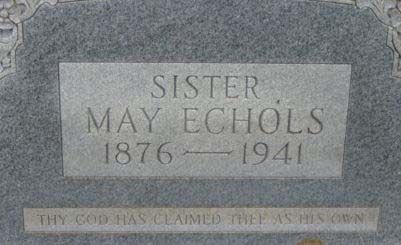 SISTER
MAY ECHOLS
1876 — 1941
THY GOD HAS CLAIMED THEE AS HIS OWN